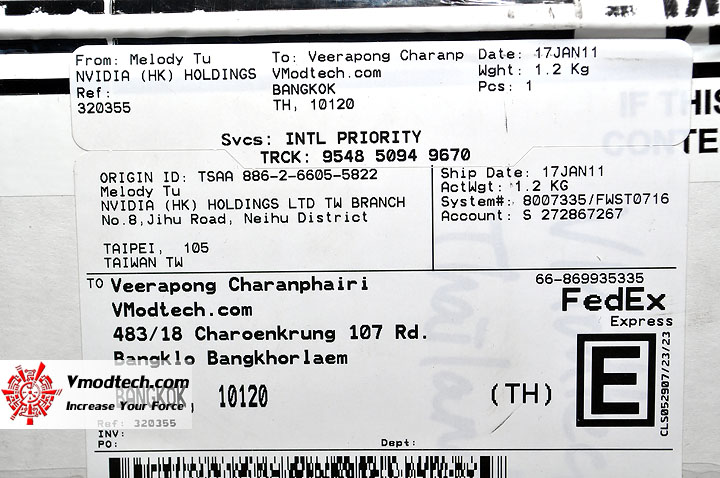 From: Melody Tu
NVIDIA (HK) HOLDINGS
Ref:
320355
To: Veerapong Charanp
VModtech.com
BANGKOK
TH, 10120
Date: 17JAN11
Wght: 1.2 Kg
Pcs: 1
IF THIS
CONTE
Svcs: INTL PRIORITY
TRCK: 9548 5094 9670
ORIGIN ID: TSAA 886-2-6605-5822
Melody Tu
NVIDIA (HK) HOLDINGS LTD TW BRANCH
No.8,Jihu Road, Neihu District
TAIPEI, 105
TAIWAN TW
Ship Date: 17JAN11
ActWgt: 1.2 KG
System#: 8007335/FWST0716
Account: S 272867267
TO Veerapong Charanphairi
VModtech.com
483/18 Charoenkrung 107 Rd.
Bangklo Bangkhorlaem
BANGKOK, 10120
(TH)
66-869935335
FedEx
Express
E
CLS052907/23/23
Ref: 320355
INV:
PO:
Dept:
Vmodtech.com
Increase Your Force